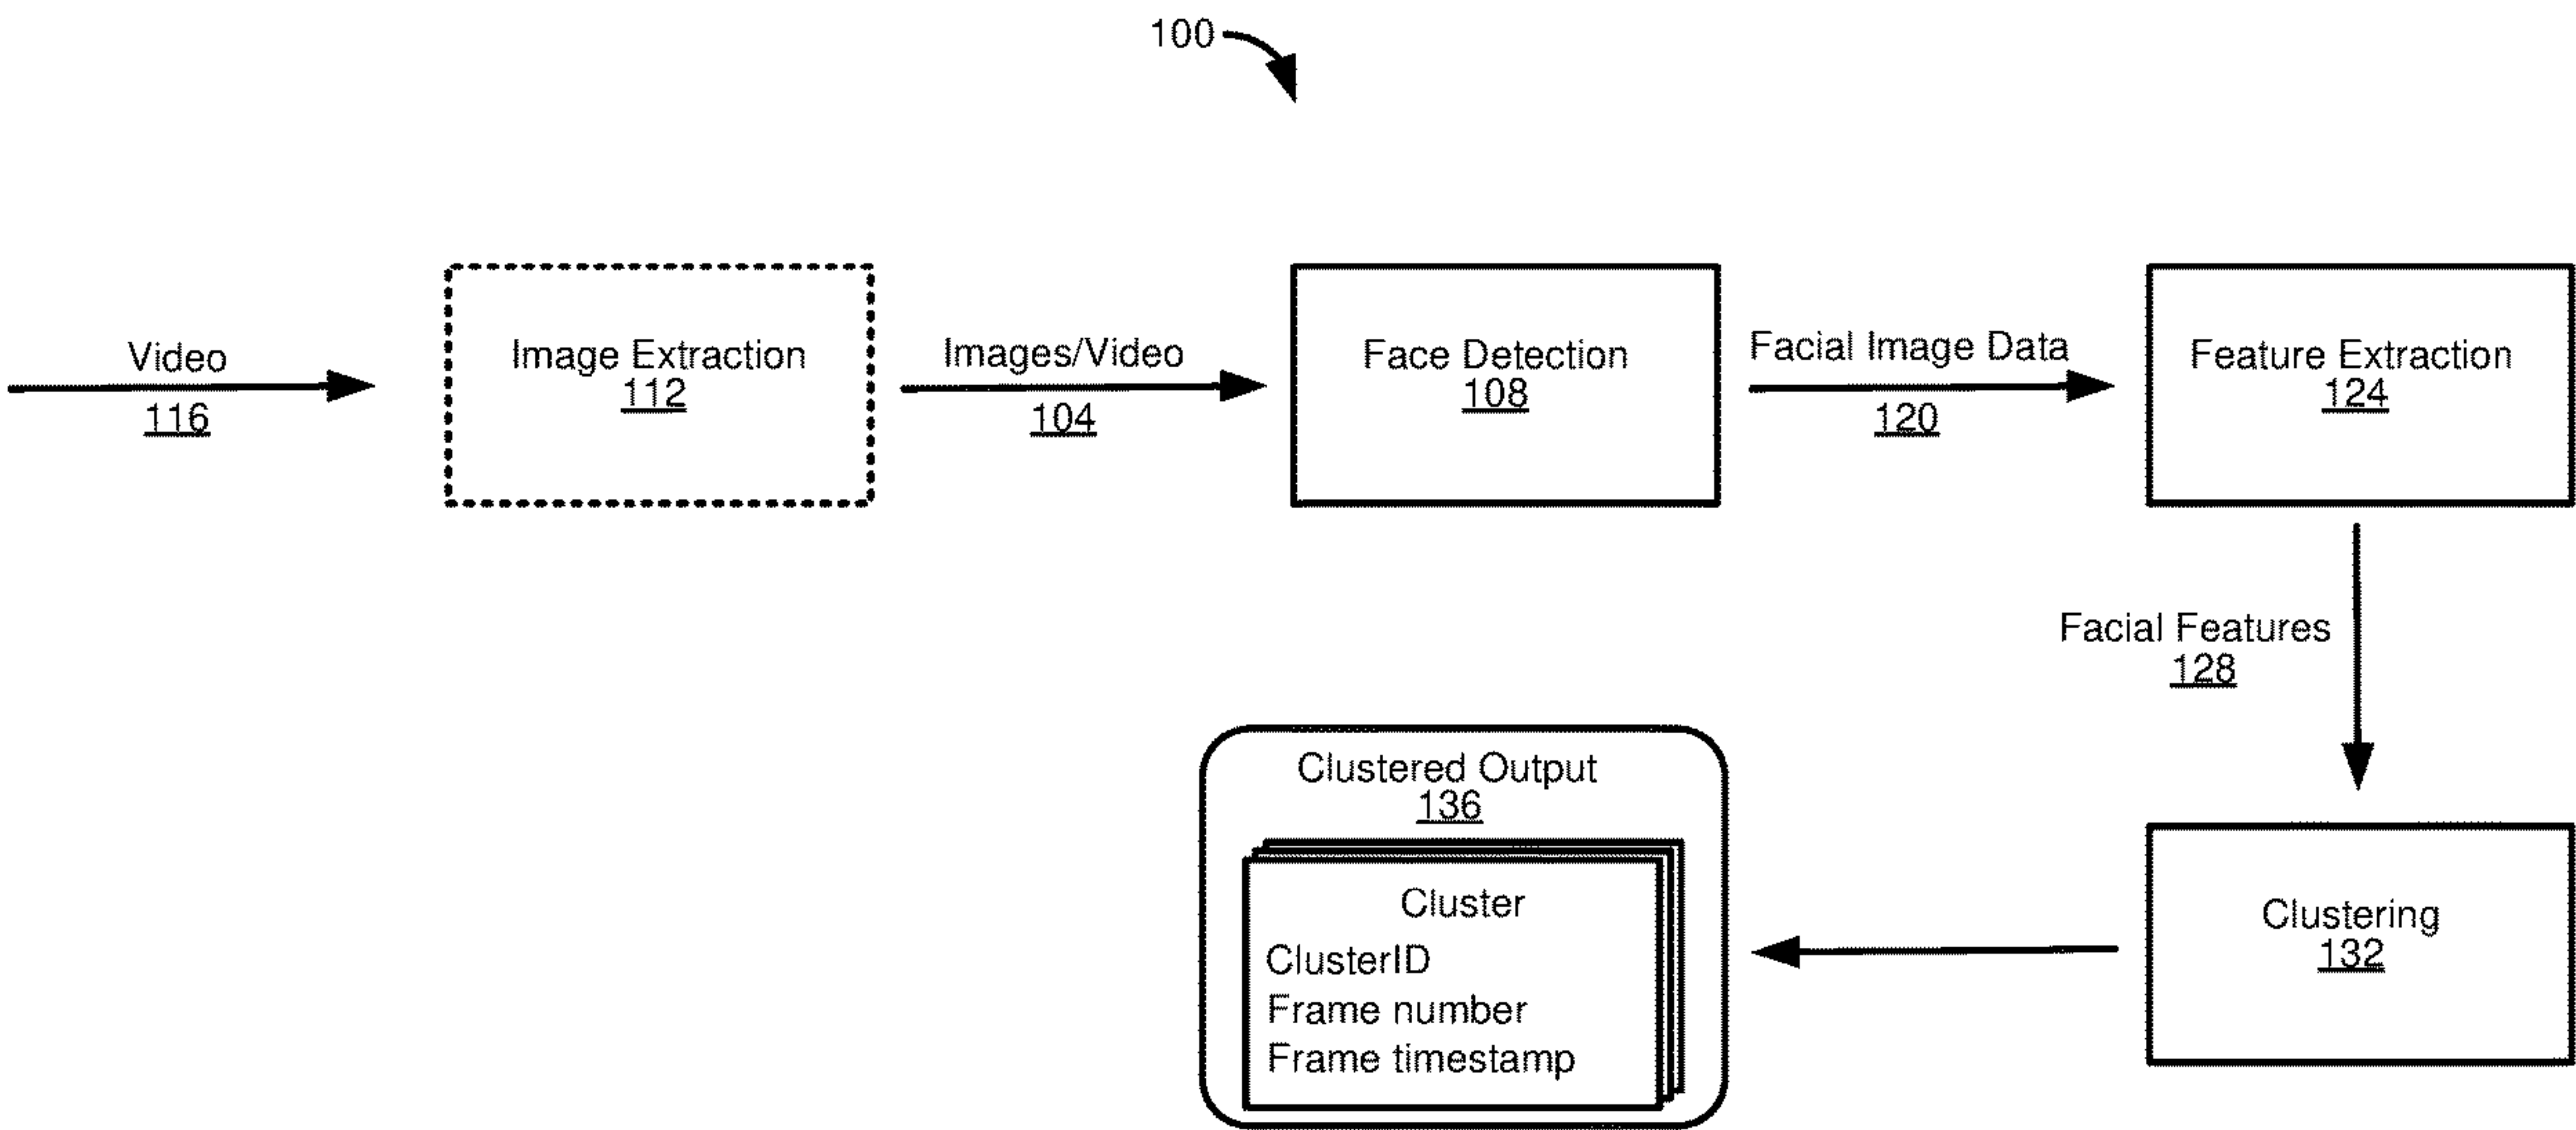 100
Video
116
Image Extraction
112
Images/Video
104
Face Detection
108
Facial Image Data
120
Feature Extraction
124
Facial Features
128
Clustering
132
Clustered Output
136
Cluster
ClusterID
Frame number
Frame timestamp